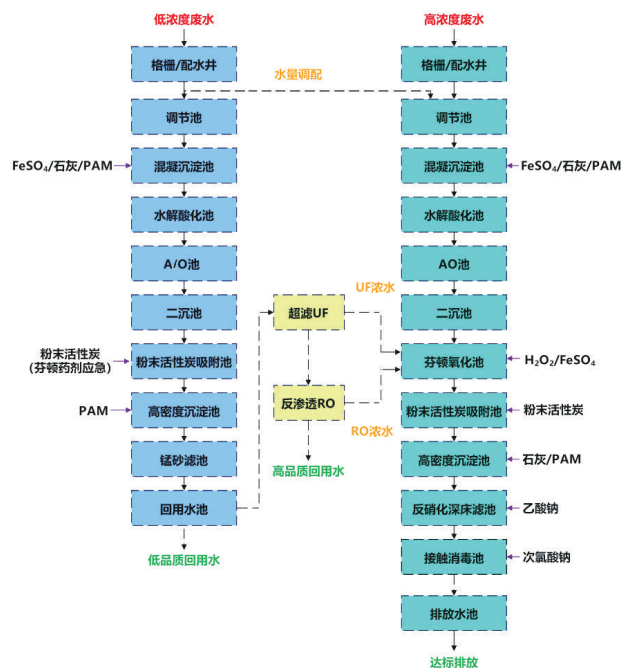 低浓度废水
高浓度废水
格栅/配水井
格栅/配水井
水量调配
调节池
调节池
FeSO₄/石灰/PAM
混凝沉淀池
混凝沉淀池
FeSO₄/石灰/PAM
水解酸化池
水解酸化池
A/O池
AO池
UF浓水
二沉池
超滤UF
二沉池
粉末活性炭
(芬顿药剂应急)
粉末活性炭吸附池
芬顿氧化池
H₂O₂/FeSO₄
PAM
高密度沉淀池
反渗透RO
粉末活性炭吸附池
粉末活性炭
RO浓水
锰砂滤池
高品质回用水
高密度沉淀池
石灰/PAM
回用水池
反硝化深床滤池
乙酸钠
低品质回用水
接触消毒池
次氯酸钠
排放水池
达标排放